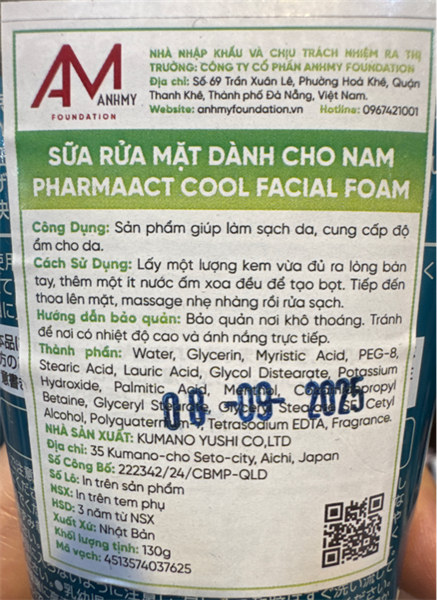 AM
ANHMY
FOUNDATION
NHÀ NHẬP KHẨU VÀ CHỊU TRÁCH NHIỆM RA THỊ
TRƯỜNG: CÔNG TY CỔ PHẦN ANHMY FOUNDATION
Địa chỉ: Số 69 Trần Xuân Lê, Phường Hoà Khê, Quận
Thanh Khê, Thành phố Đà Nẵng, Việt Nam.
Website: anhmyfoundation.vn Hotline: 0967421001
SỮA RỬA MẶT DÀNH CHO NAM
PHARMAACT COOL FACIAL FOAM
Công Dụng: Sản phẩm giúp làm sạch da, cung cấp độ
ẩm cho da.
Cách Sử Dụng: Lấy một lượng kem vừa đủ ra lòng bàn
tay, thêm một ít nước ấm xoa đều để tạo bọt. Tiếp đến
thoa lên mặt, massage nhẹ nhàng rồi rửa sạch.
Hướng dẫn bảo quản: Bảo quản nơi khô thoáng. Tránh
để nơi có nhiệt độ cao và ánh nắng trực tiếp.
Thành phần: Water, Glycerin, Myristic Acid, PEG-8,
Stearic Acid, Lauric Acid, Glycol Distearate, Potassium
Hydroxide, Palmitic Acid, Menthol,
Betaine, Glyceryl Stearate, Glyceryl Cetyl
Alcohol, Tetrasodium EDTA, Fragrance.
08-09-2025
NHÀ SẢN XUẤT: KUMANO YUSHI CO,LTD
Địa chỉ: 35 Kumano-cho Seto-city, Aichi, Japan
Số Công Bố: 222342/24/CBMP-QLD
Số Lô: In trên sản phẩm
NSX: In trên tem phụ
HSD: 3 năm từ NSX
Xuất Xứ: Nhật Bản
Khối lượng tịnh: 130g
Mã vạch: 4513574037625